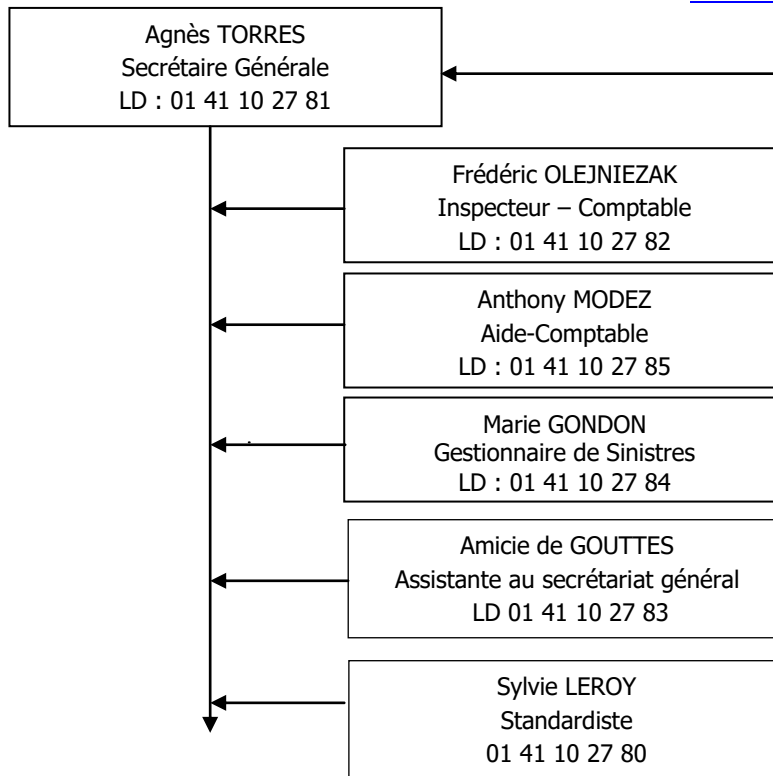 Agnès TORRES
Secrétaire Générale
LD : 01 41 10 27 81
Frédéric OLEJNIEZAK
Inspecteur – Comptable
LD : 01 41 10 27 82
Anthony MODEZ
Aide-Comptable
LD : 01 41 10 27 85
Marie GONDON
Gestionnaire de Sinistres
LD : 01 41 10 27 84
Amicie de GOUTTES
Assistante au secrétariat général
LD 01 41 10 27 83
Sylvie LEROY
Standardiste
01 41 10 27 80